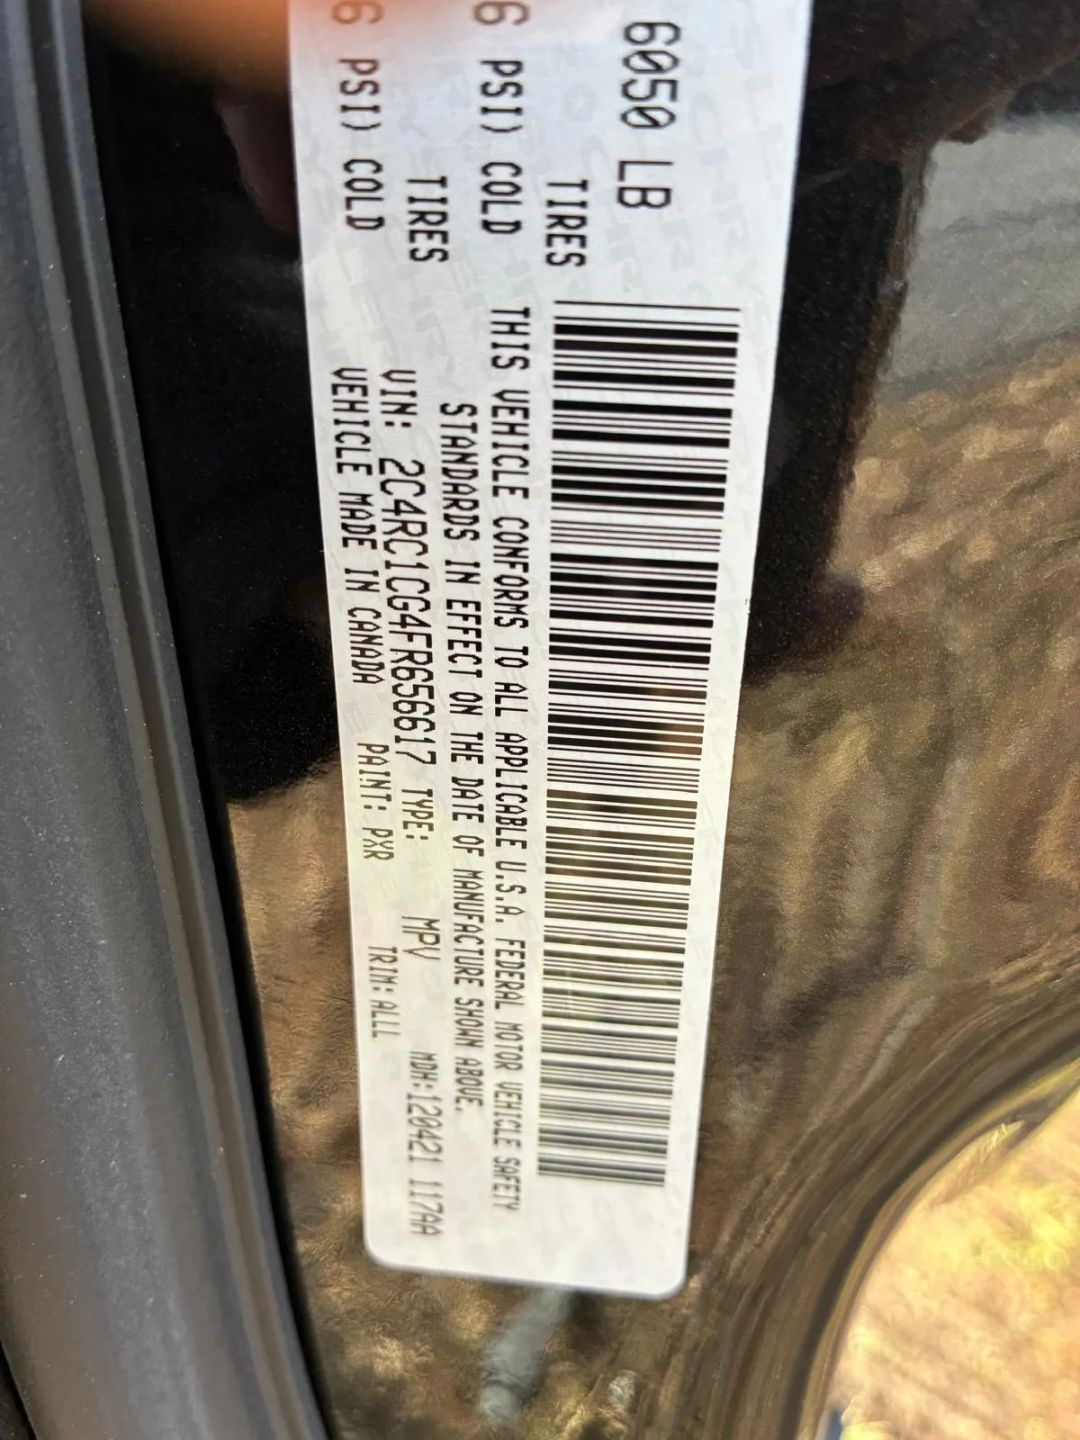 6050 LB
TIRES
6 PSI) COLD
TIRES
6 PSI) COLD
THIS VEHICLE CONFORMS TO ALL APPLICABLE U.S.A. FEDERAL MOTOR VEHICLE SAFETY
STANDARDS IN EFFECT ON THE DATE OF MANUFACTURE SHOWN ABOVE.
VIN: 2C4RC1CG4FR656617 TYPE: MPV MDH:120421 117AA
VEHICLE MADE IN CANADA PAINT: PXR TRIM: ALLL